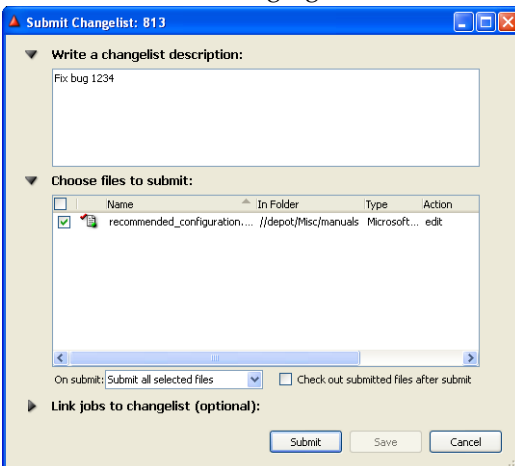 Submit Changelist: 813
Write a changelist description:
Fix bug 1234
Choose files to submit:
Name In Folder Type Action
recommended_configuration.... //depot/Misc/manuals Microsoft... edit
On submit: Submit all selected files Check out submitted files after submit
Link jobs to changelist (optional):
Submit Save Cancel